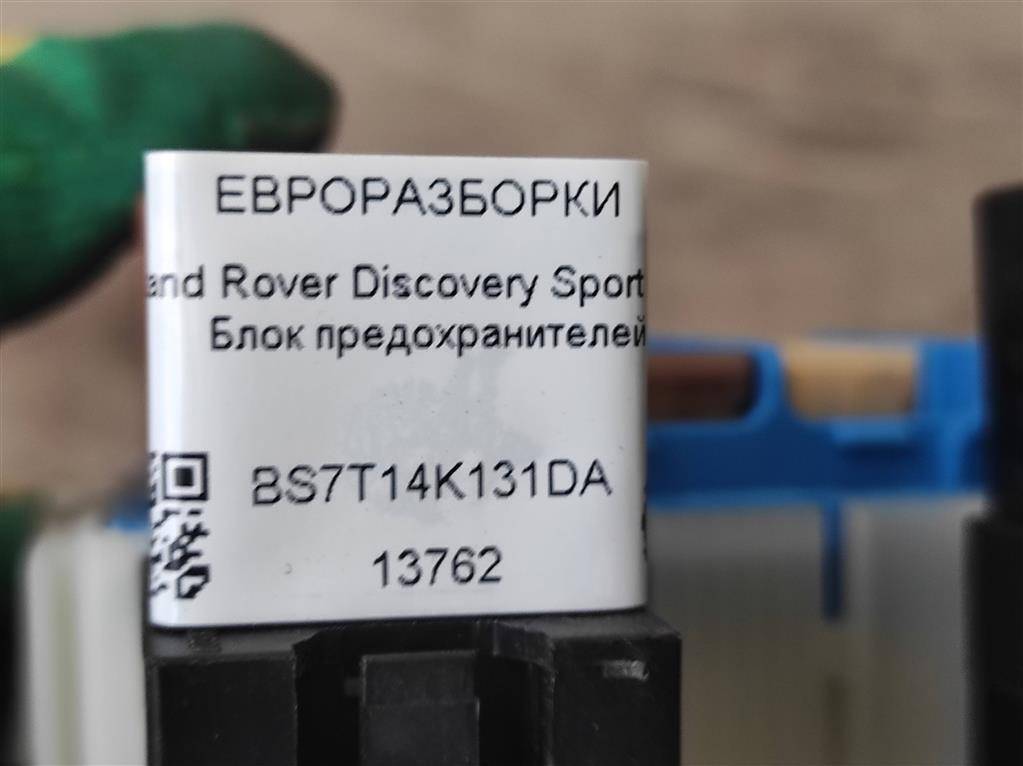 ЕВРОРАЗБОРКИ
and Rover Discovery Sport
Блок предохранителей
BS7T14K131DA
13762